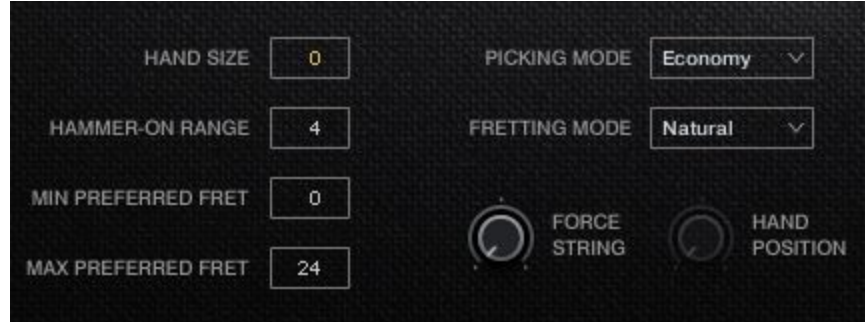 HAND SIZE 0
PICKING MODE Economy
HAMMER-ON RANGE 4
FRETTING MODE Natural
MIN PREFERRED FRET 0
FORCE
STRING
HAND
POSITION
MAX PREFERRED FRET 24